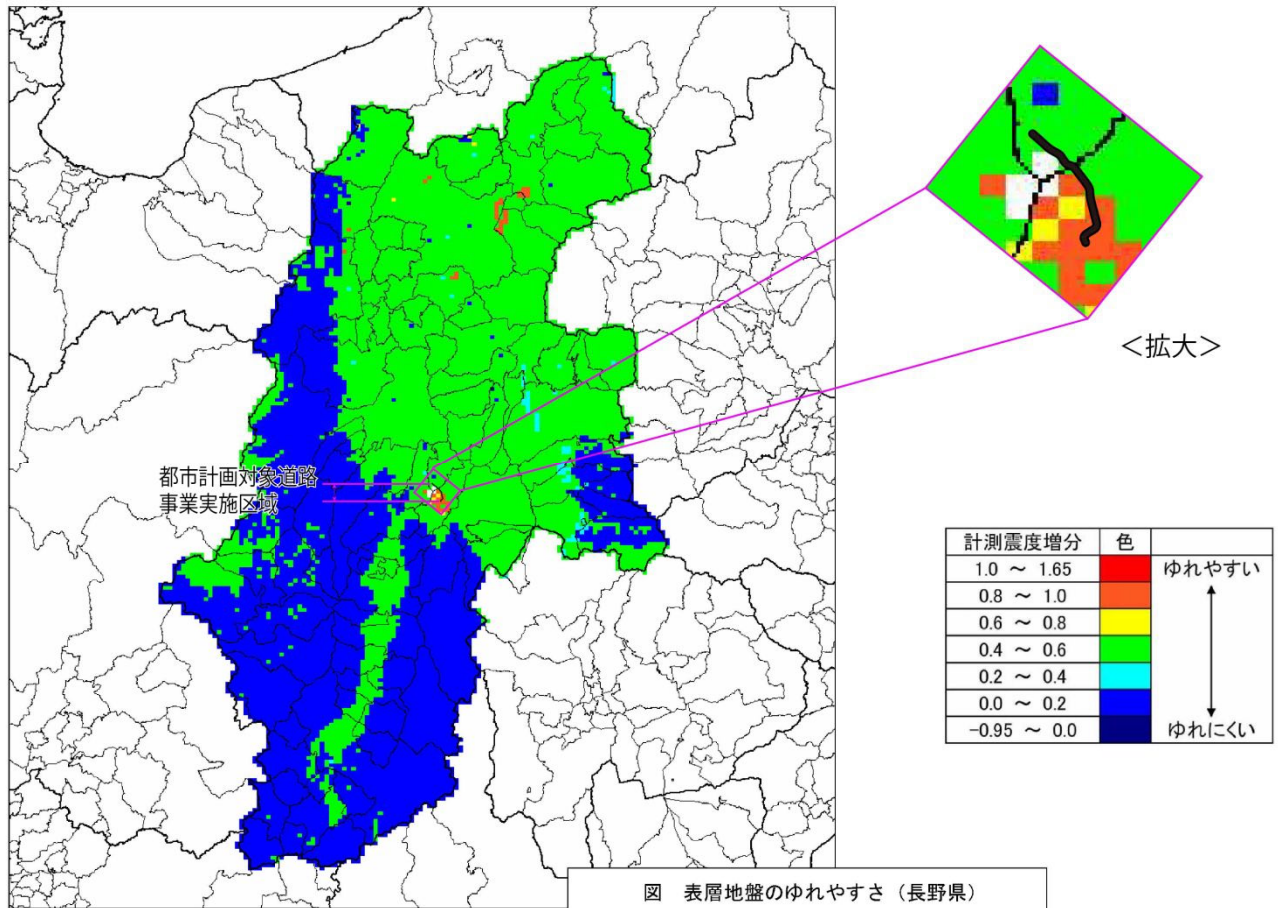 <拡大>
都市計画対象道路
事業実施区域
計測震度増分 色
1.0 ～ 1.65 ゆれやすい
0.8 ～ 1.0
0.6 ～ 0.8
0.4 ～ 0.6
0.2 ～ 0.4
0.0 ～ 0.2
-0.95 ～ 0.0 ゆれにくい
図 表層地盤のゆれやすさ（長野県）